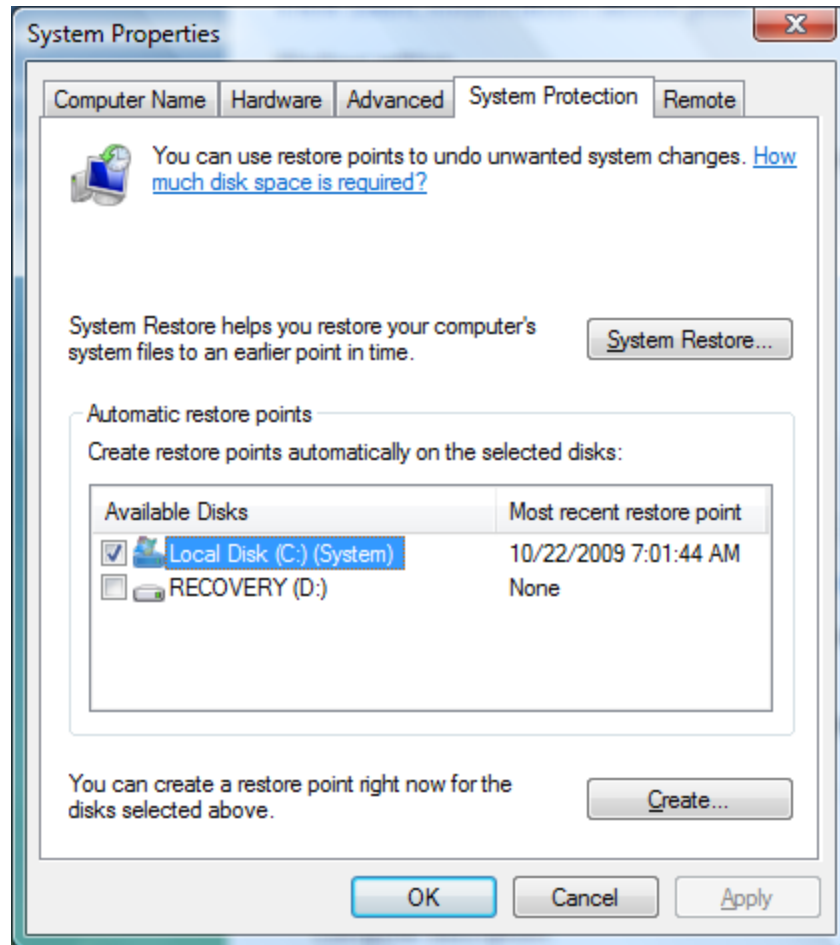 System Properties
Computer Name
Hardware
Advanced
System Protection
Remote
You can use restore points to undo unwanted system changes. How
much disk space is required?
System Restore helps you restore your computer's
system files to an earlier point in time.
System Restore...
Automatic restore points
Create restore points automatically on the selected disks:
Available Disks
Most recent restore point
Local Disk (C:) (System)
10/22/2009 7:01:44 AM
RECOVERY (D:)
None
You can create a restore point right now for the
disks selected above.
Create...
OK
Cancel
Apply